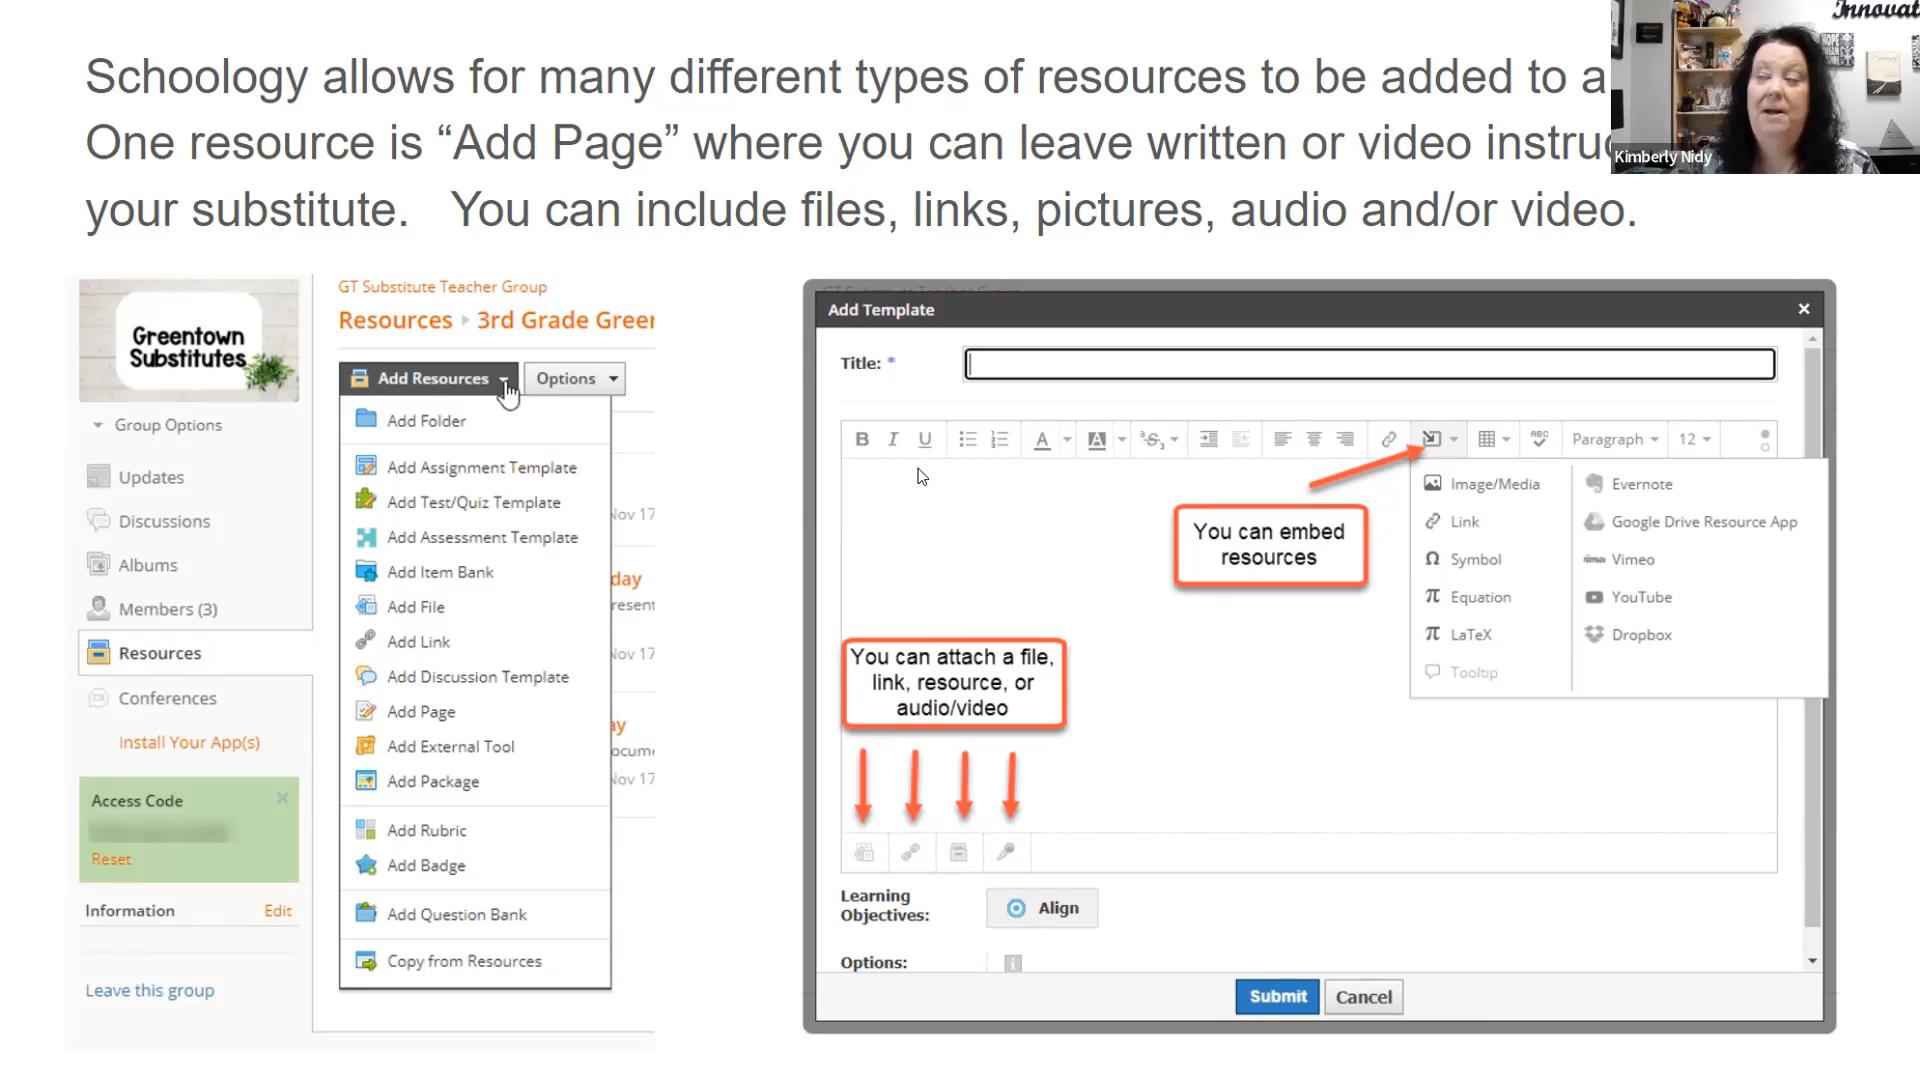 Schoology allows for many different types of resources to be added to a
One resource is “Add Page” where you can leave written or video instruc
your substitute. You can include files, links, pictures, audio and/or video.
Innovat
Kimberly Nidy
Greentown
Substitutes
Group Options
Updates
Discussions
Albums
Members (3)
Resources
Conferences
Install Your App(s)
Access Code
Reset
Information Edit
Leave this group
GT Substitute Teacher Group
Resources 3rd Grade Green
Add Resources Options
Add Folder
Add Assignment Template
Add Test/Quiz Template
Add Assessment Template
Add Item Bank
Add File
Add Link
Add Discussion Template
Add Page
Add External Tool
Add Package
Add Rubric
Add Badge
Add Question Bank
Copy from Resources
Nov 17
day
resent
Nov 17
ay
ocume
Nov 17
Add Template ×
Title: *
B I U A A S Paragraph 12
ABC
You can embed
resources
Image/Media
Link
Ω Symbol
π Equation
π LaTeX
Tooltip
Evernote
Google Drive Resource App
vimeo Vimeo
YouTube
Dropbox
You can attach a file,
link, resource, or
audio/video
Learning
Objectives:
Align
Options:
i
Submit Cancel